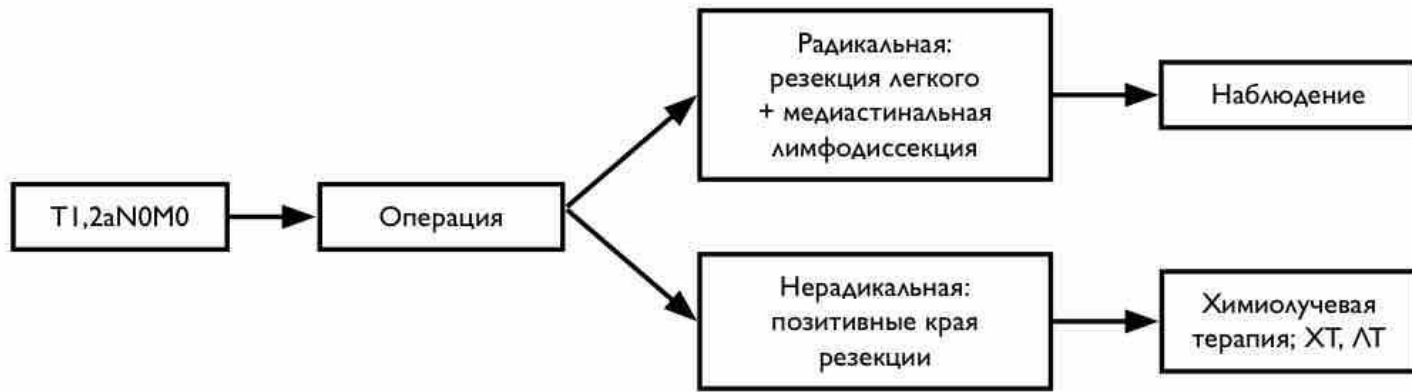 T1,2aN0M0
Операция
Радикальная:
резекция легкого
+ медиастинальная
лимфодиссекция
Наблюдение
Нерадикальная:
позитивные края
резекции
Химиолучевая
терапия; ХТ, ЛТ